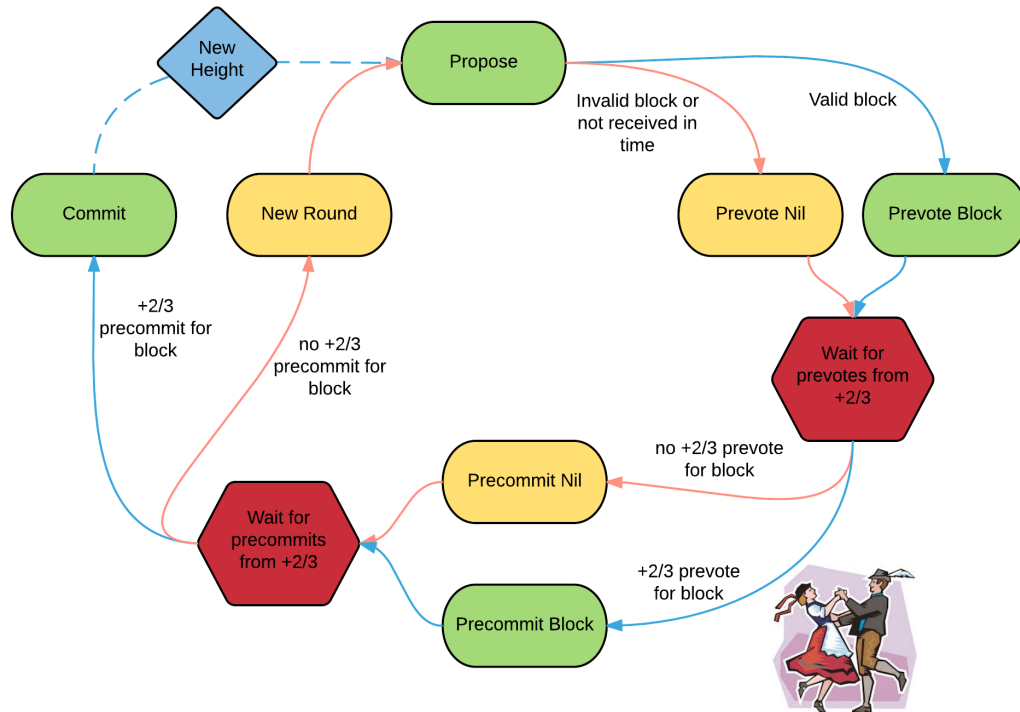 New
Height
Propose
Invalid block or
not received in
time
Valid block
Commit
New Round
Prevote Nil
Prevote Block
+2/3
precommit for
block
no +2/3
precommit for
block
Wait for
prevotes from
+2/3
no +2/3 prevote
for block
Precommit Nil
Wait for
precommits
from +2/3
+2/3 prevote
for block
Precommit Block